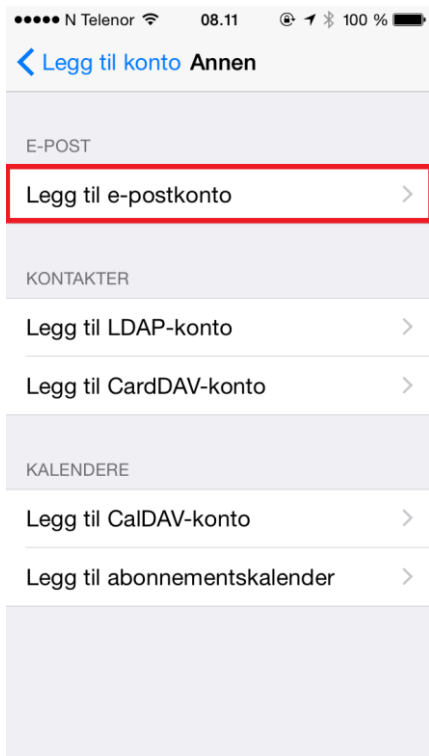 N Telenor 08.11 100 %
Legg til konto Annen
E-POST
Legg til e-postkonto
KONTAKTER
Legg til LDAP-konto
Legg til CardDAV-konto
KALENDERE
Legg til CalDAV-konto
Legg til abonnementskalender